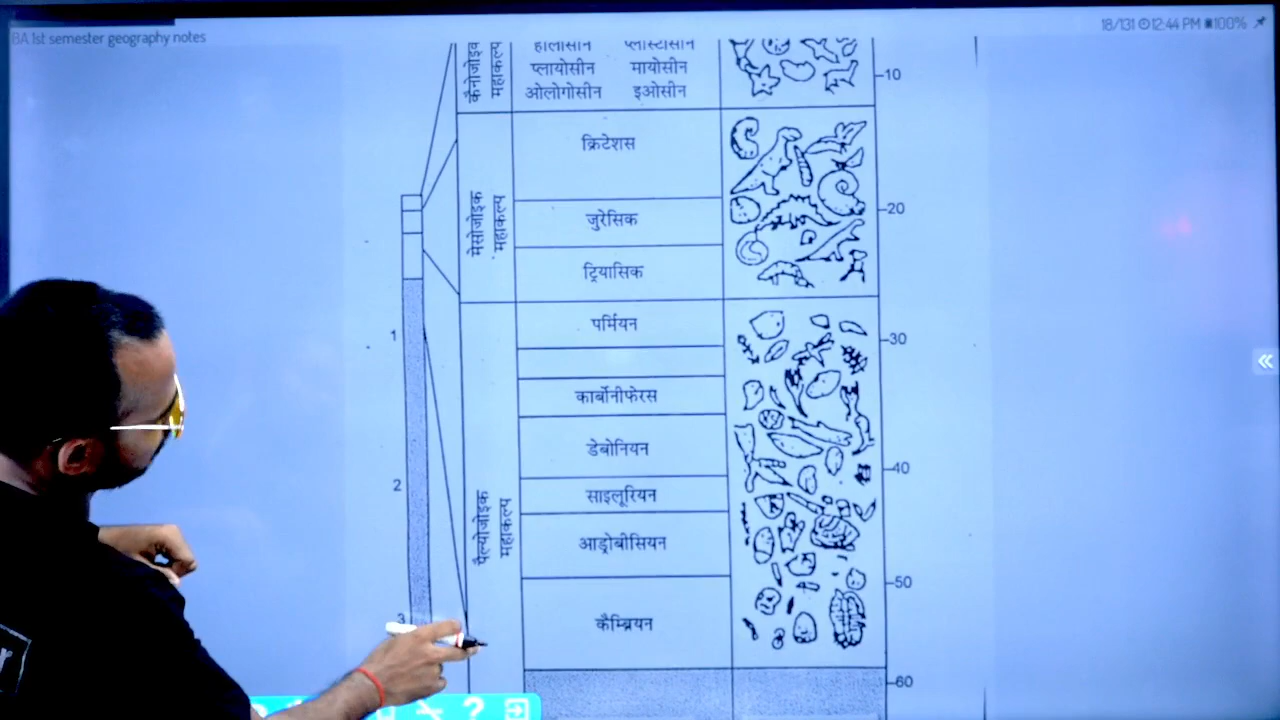 BA 1st semester geography notes
18/131 12:44 PM 100%
कैनोजोइक महाकल्प
होलोसीन प्लीस्टोसीन
प्लायोसीन मायोसीन
ओलोगोसीन इओसीन
10
मेसोजोइक महाकल्प
क्रिटेशस
जुरेसिक
20
ट्रियासिक
पैल्योजोइक महाकल्प
पर्मियन
30
1
कार्बोनीफेरस
डेबोनियन
40
2
साइलूरियन
आड्रोबीसियन
50
3
कैम्ब्रियन
60
?